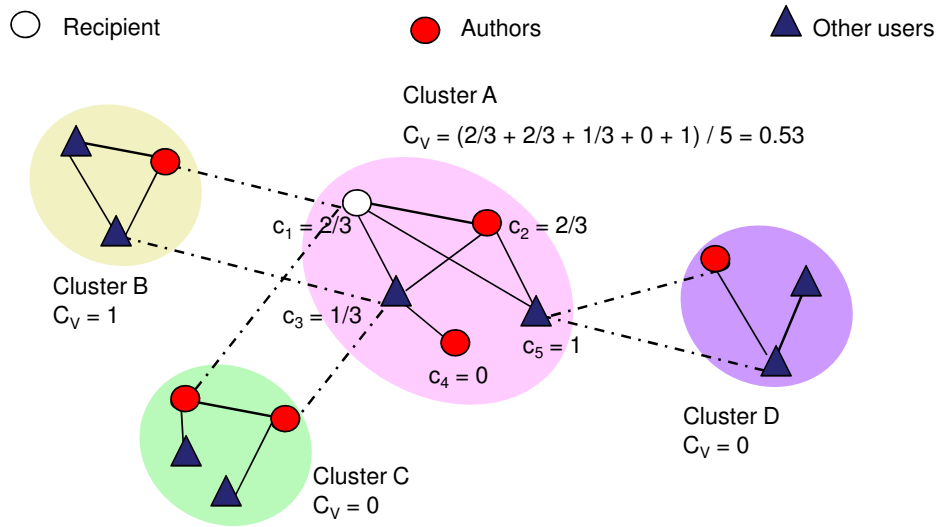 Recipient
Authors
Other users
Cluster A
C_V = (2/3 + 2/3 + 1/3 + 0 + 1) / 5 = 0.53
c_1 = 2/3
c_2 = 2/3
Cluster B
C_V = 1
c_3 = 1/3
c_5 = 1
c_4 = 0
Cluster D
C_V = 0
Cluster C
C_V = 0